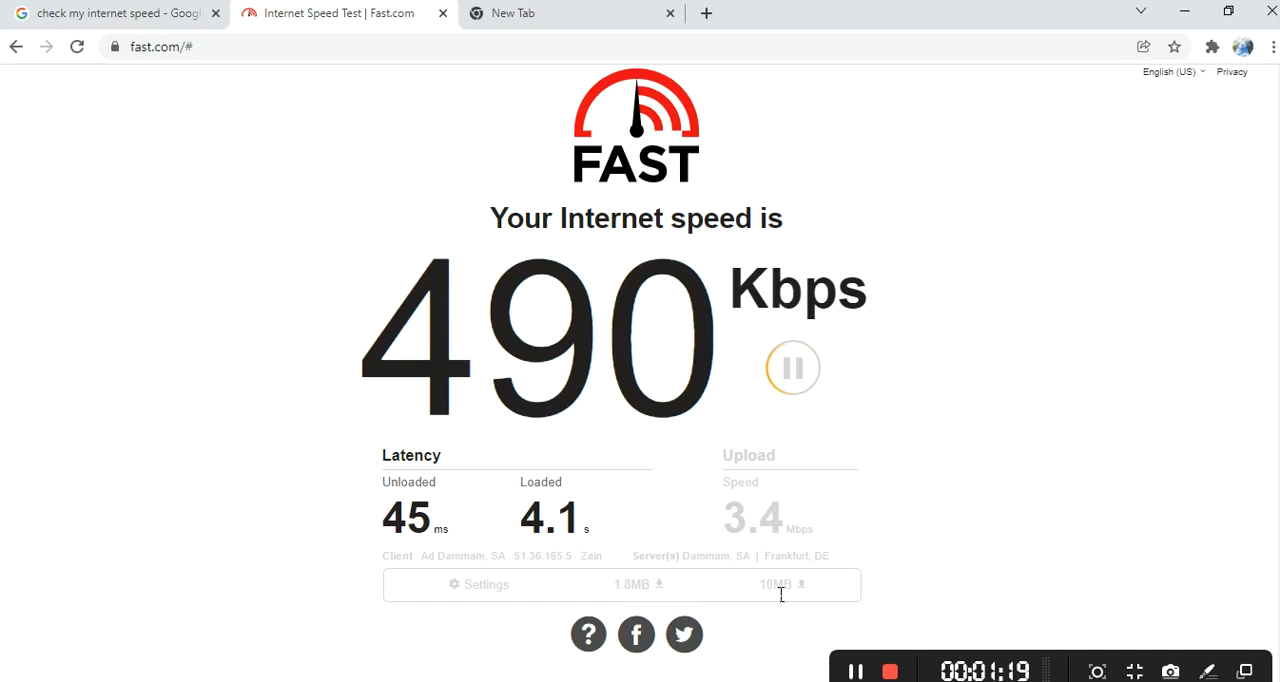 check my internet speed - Googl
Internet Speed Test | Fast.com
New Tab
fast.com/#
English (US) Privacy
FAST
Your Internet speed is
490 Kbps
Latency
Upload
Unloaded Loaded Speed
45 ms 4.1 s 3.4 Mbps
Client Ad Dammam, SA 51.36.165.5 Zain Server(s) Dammam, SA | Frankfurt, DE
Settings 1.8MB 10MB
? f
00:01:19